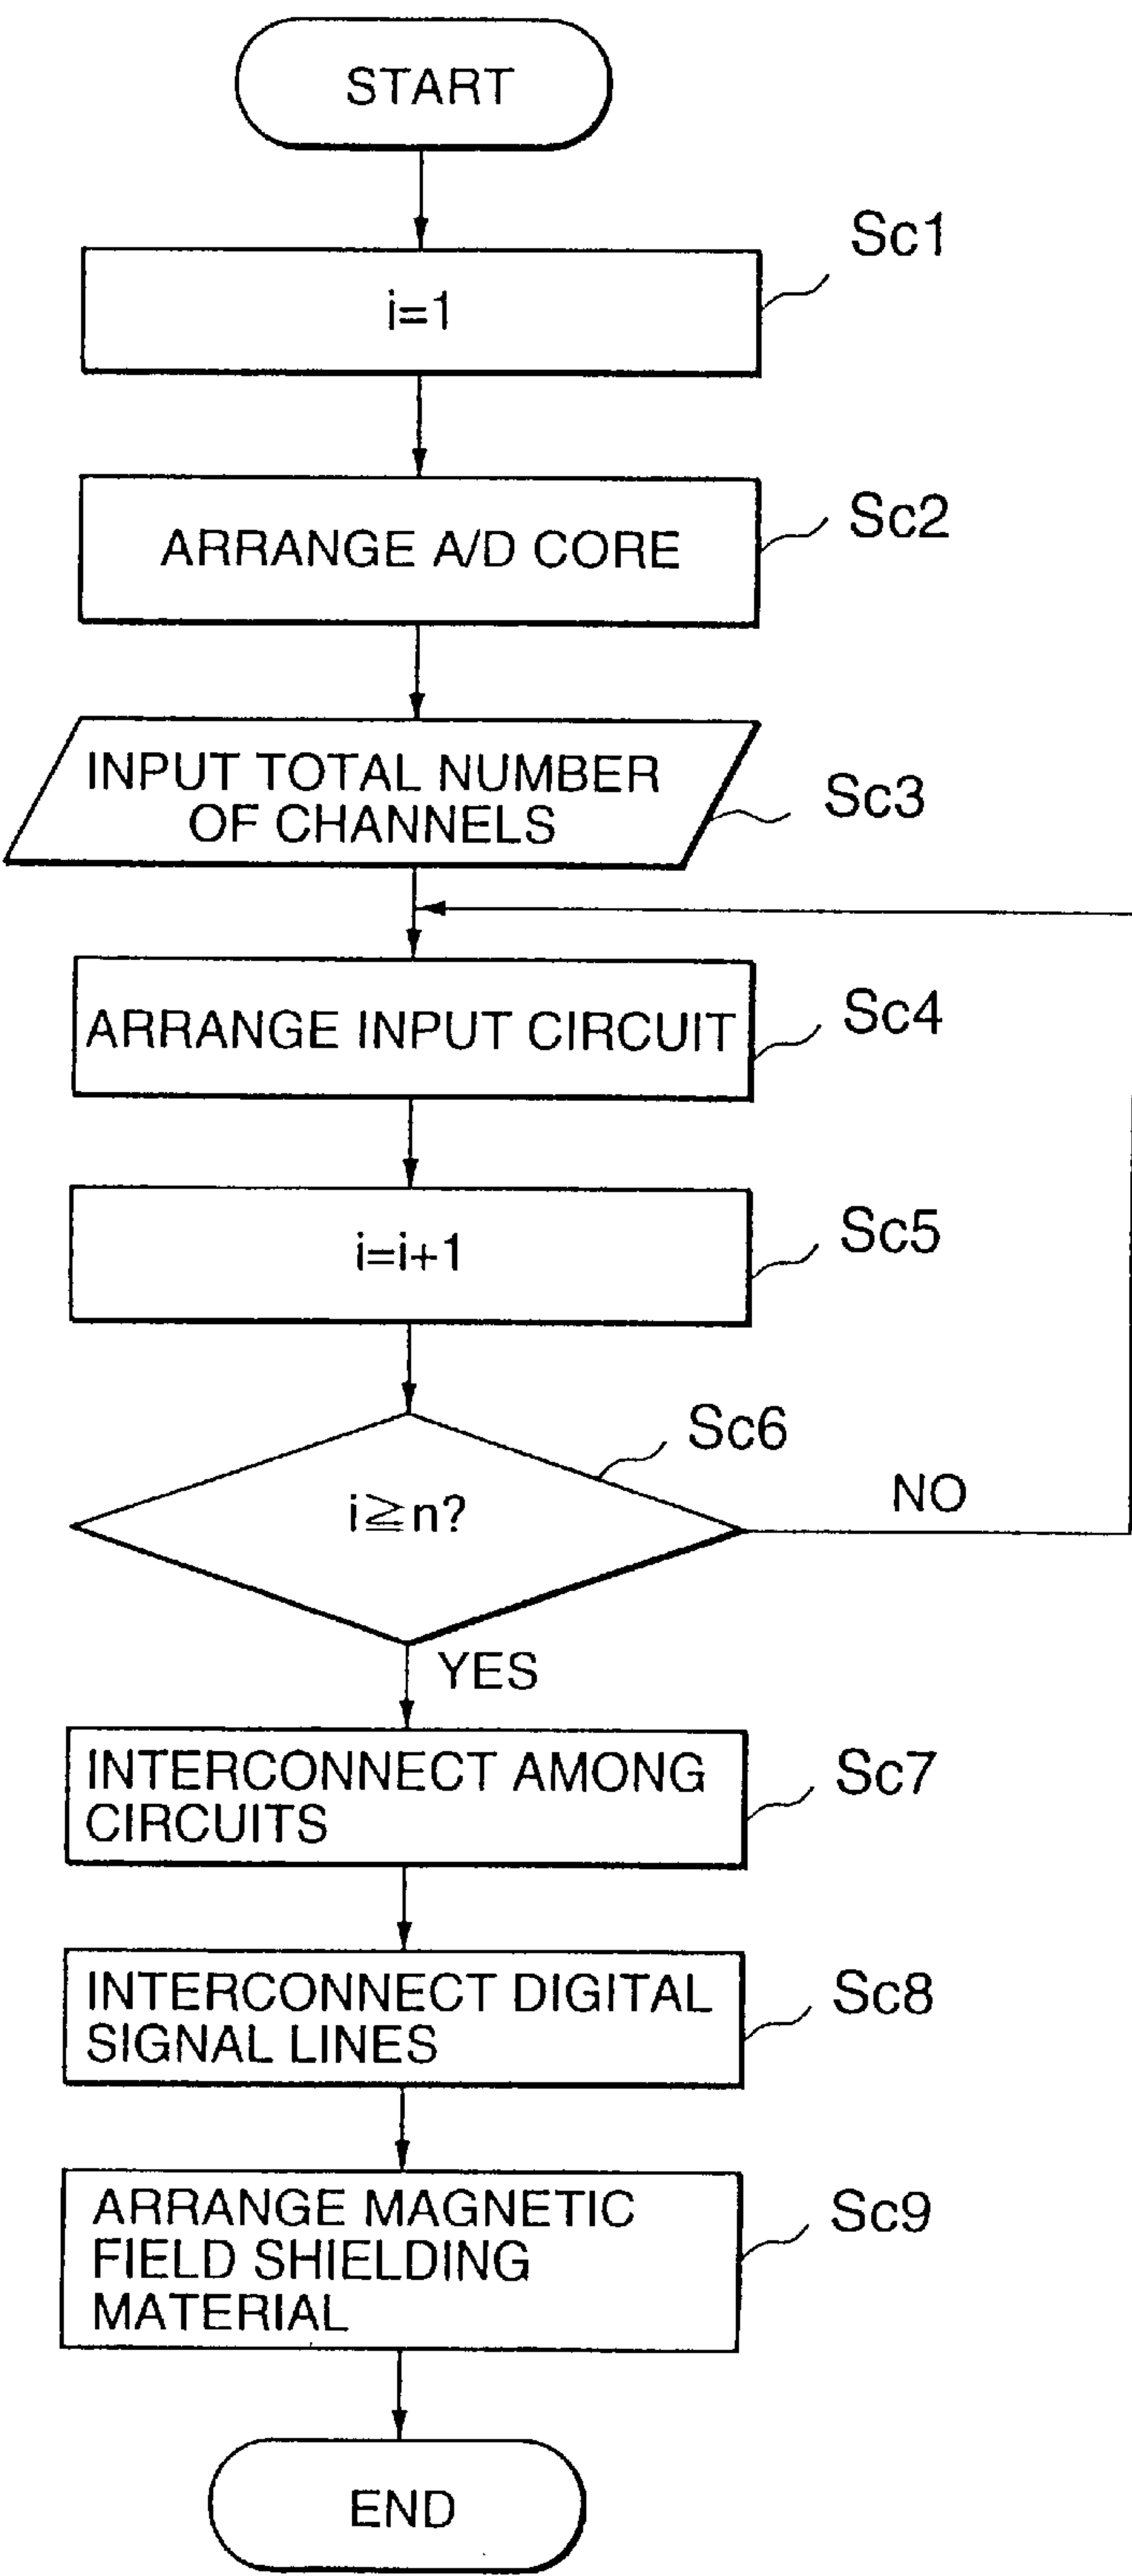 START
Sc1
i=1
Sc2
ARRANGE A/D CORE
INPUT TOTAL NUMBER
OF CHANNELS
Sc3
Sc4
ARRANGE INPUT CIRCUIT
Sc5
i=i+1
Sc6
i≧n?
NO
YES
INTERCONNECT AMONG
CIRCUITS
Sc7
INTERCONNECT DIGITAL
SIGNAL LINES
Sc8
ARRANGE MAGNETIC
FIELD SHIELDING
MATERIAL
Sc9
END